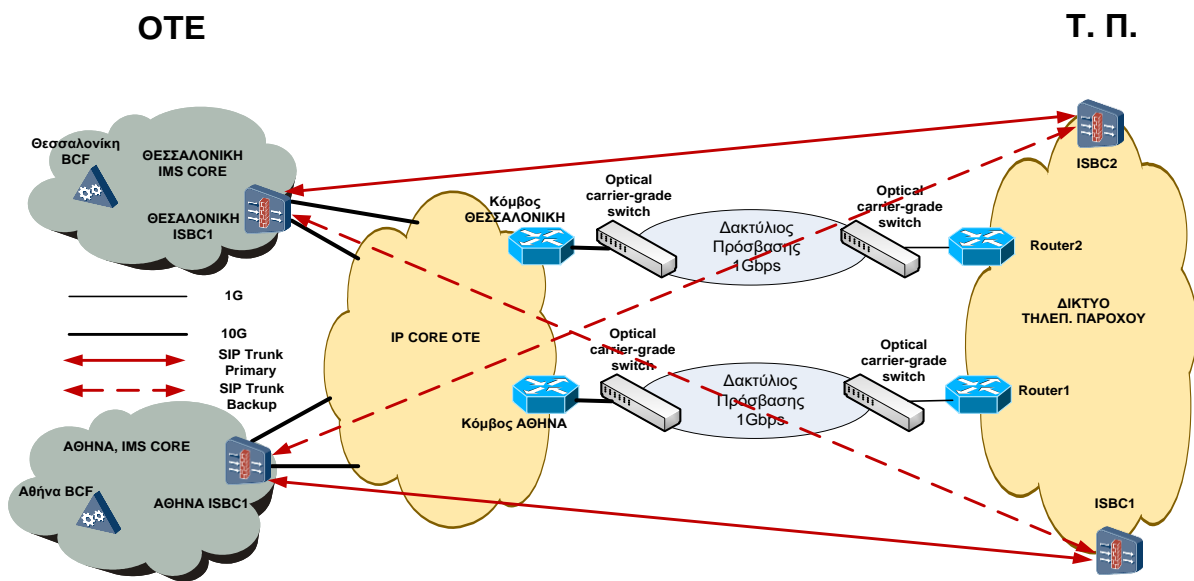 ΟΤΕ
Τ. Π.
Θεσσαλονίκη
BCF
ΘΕΣΣΑΛΟΝΙΚΗ
IMS CORE
ΘΕΣΑΛΟΝΙΚΗ
ISBC1
Κόμβος
ΘΕΣΣΑΛΟΝΙΚΗ
Optical
carrier-grade
switch
Δακτύλιος
Πρόσβασης
1Gbps
Optical
carrier-grade
switch
ISBC2
Router2
1G
10G
SIP Trunk
Primary
SIP Trunk
Backup
IP CORE ΟΤΕ
ΔΙΚΤΥΟ
ΤΗΛΕΠ. ΠΑΡΟΧΟΥ
Optical
carrier-grade
switch
Δακτύλιος
Πρόσβασης
1Gbps
Optical
carrier-grade
switch
Router1
Κόμβος ΑΘΗΝΑ
ΑΘΗΝΑ, IMS CORE
Αθήνα BCF
ΑΘΗΝΑ ISBC1
ISBC1